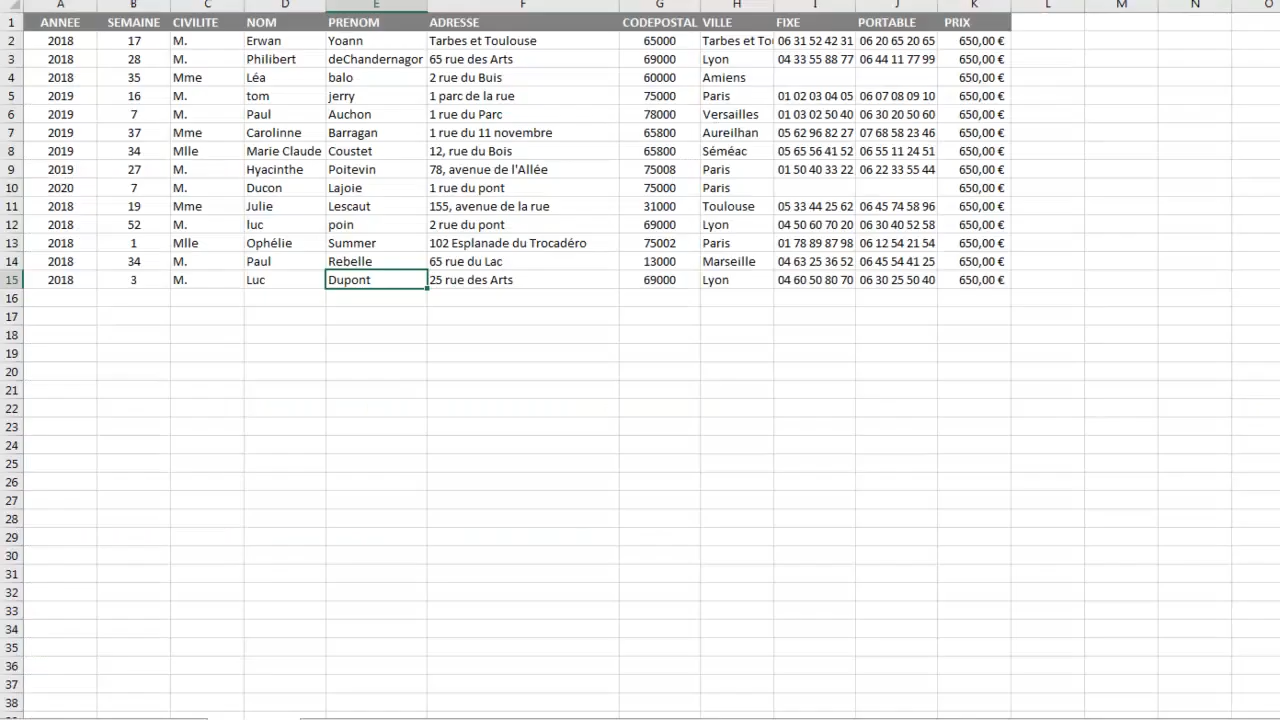 A B C D E F G H I J K L M N O
1 ANNEE SEMAINE CIVILITE NOM PRENOM ADRESSE CODEPOSTAL VILLE FIXE PORTABLE PRIX
2 2018 17 M. Erwan Yoann Tarbes et Toulouse 65000 Tarbes et Tou 06 31 52 42 31 06 20 65 20 65 650,00 €
3 2018 28 M. Philibert deChandernagor 65 rue des Arts 69000 Lyon 04 33 55 88 77 06 44 11 77 99 650,00 €
4 2018 35 Mme Léa balo 2 rue du Buis 60000 Amiens 650,00 €
5 2019 16 M. tom jerry 1 parc de la rue 75000 Paris 01 02 03 04 05 06 07 08 09 10 650,00 €
6 2019 7 M. Paul Auchon 1 rue du Parc 78000 Versailles 01 03 02 50 40 06 30 20 50 60 650,00 €
7 2019 37 Mme Carolinne Barragan 1 rue du 11 novembre 65800 Aureilhan 05 62 96 82 27 07 68 58 23 46 650,00 €
8 2019 34 Mlle Marie Claude Coustet 12, rue du Bois 65800 Séméac 05 65 56 41 52 06 55 11 24 51 650,00 €
9 2019 27 M. Hyacinthe Poitevin 78, avenue de l'Allée 75008 Paris 01 50 40 33 22 06 22 33 55 44 650,00 €
10 2020 7 M. Ducon Lajoie 1 rue du pont 75000 Paris 650,00 €
11 2018 19 Mme Julie Lescaut 155, avenue de la rue 31000 Toulouse 05 33 44 25 62 06 45 74 58 96 650,00 €
12 2018 52 M. luc poin 2 rue du pont 69000 Lyon 04 50 60 70 20 06 30 40 52 58 650,00 €
13 2018 1 Mlle Ophélie Summer 102 Esplanade du Trocadéro 75002 Paris 01 78 89 87 98 06 12 54 21 54 650,00 €
14 2018 34 M. Paul Rebelle 65 rue du Lac 13000 Marseille 04 63 25 36 52 06 45 54 41 25 650,00 €
15 2018 3 M. Luc Dupont 25 rue des Arts 69000 Lyon 04 60 50 80 70 06 30 25 50 40 650,00 €
16
17
18
19
20
21
22
23
24
25
26
27
28
29
30
31
32
33
34
35
36
37
38